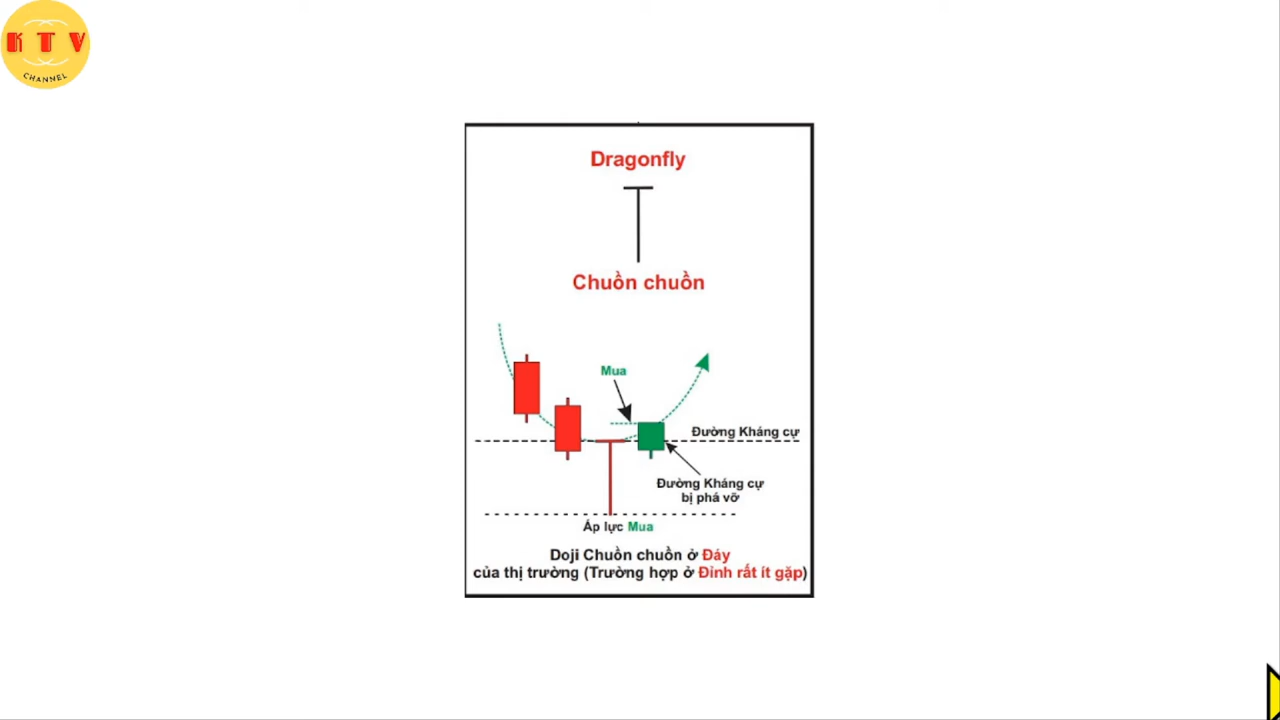 KTV
CHANNEL
Dragonfly
Chuồn chuồn
Mua
Đường Kháng cự
Đường Kháng cự
bị phá vỡ
Áp lực Mua
Doji Chuồn chuồn ở Đáy
của thị trường (Trường hợp ở Đỉnh rất ít gặp)